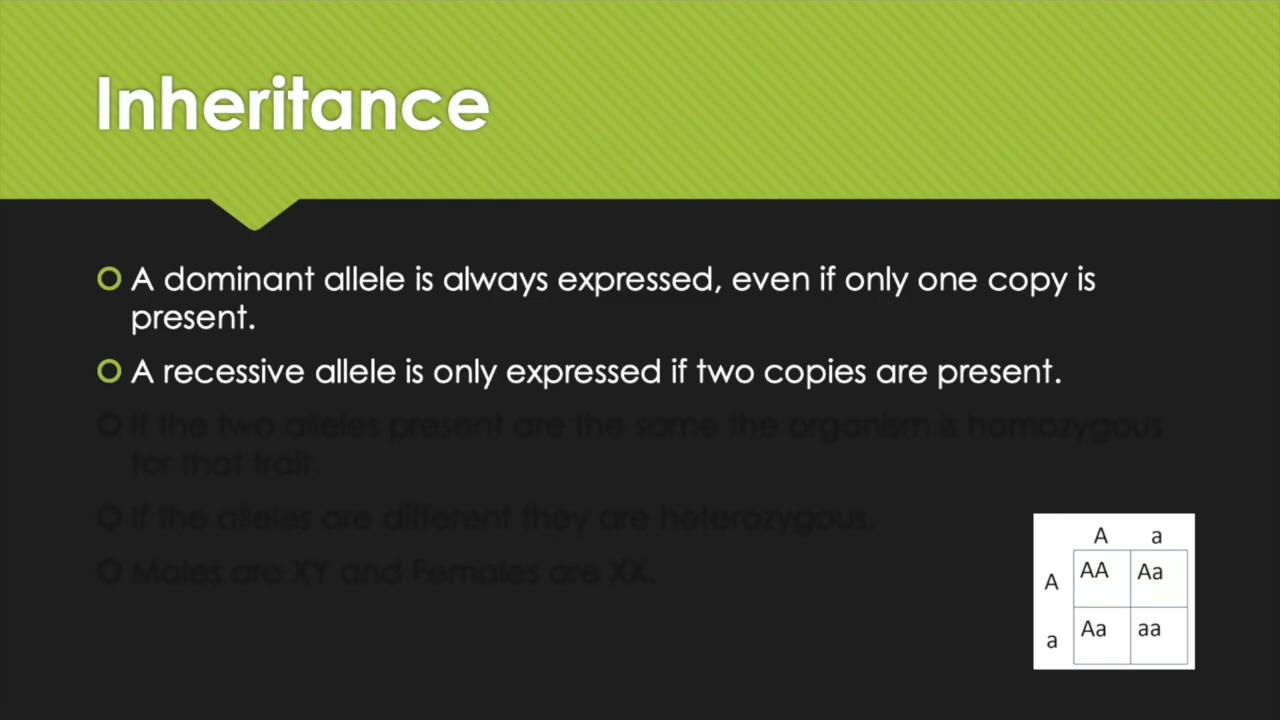 Inheritance
A dominant allele is always expressed, even if only one copy is
present.
A recessive allele is only expressed if two copies are present.
If the two alleles present are the same the organism is homozygous
for that trait.
If the alleles are different they are heterozygous.
Males are XY and Females are XX.
A a
A AA Aa
a Aa aa